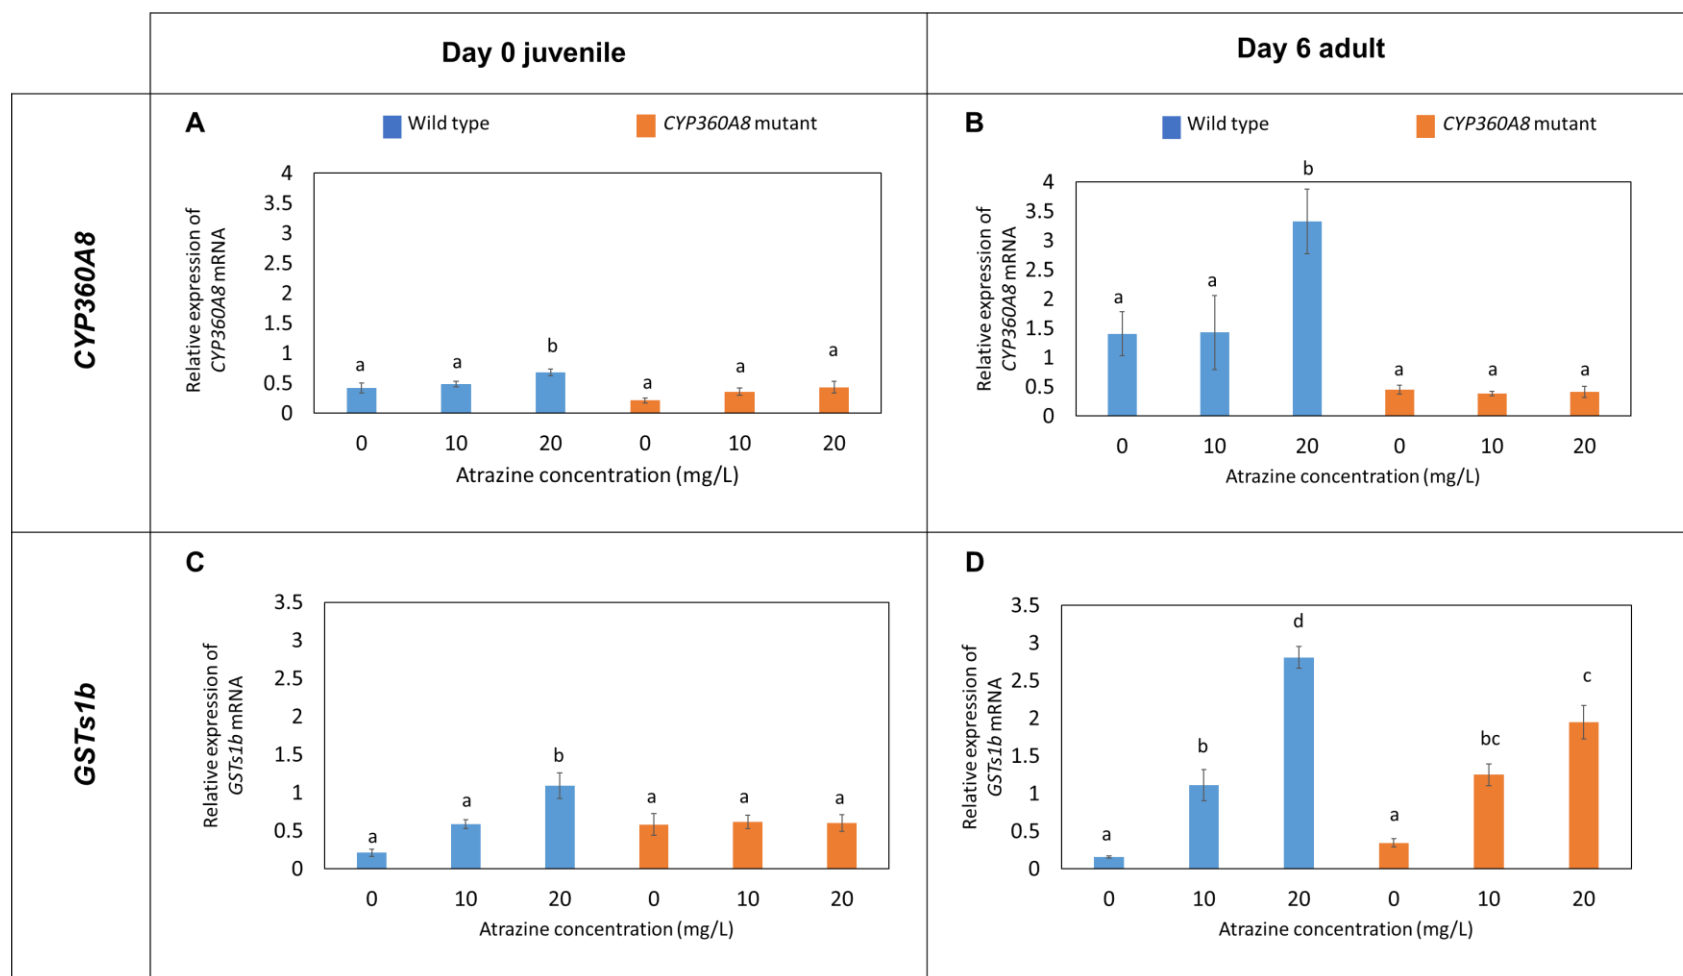 Day 0 juvenile
Day 6 adult
CYP360A8
A
Wild type
CYP360A8 mutant
Relative expression of
CYP360A8 mRNA
4
3.5
3
2.5
2
1.5
1
0.5
0
a
a
b
a
a
a
0 10 20 0 10 20
Atrazine concentration (mg/L)
B
Wild type
CYP360A8 mutant
Relative expression of
CYP360A8 mRNA
4
3.5
3
2.5
2
1.5
1
0.5
0
a
a
b
a
a
a
0 10 20 0 10 20
Atrazine concentration (mg/L)
GSTs1b
C
Relative expression of
GSTs1b mRNA
3.5
3
2.5
2
1.5
1
0.5
0
a
a
b
a
a
a
0 10 20 0 10 20
Atrazine concentration (mg/L)
D
Relative expression of
GSTs1b mRNA
3.5
3
2.5
2
1.5
1
0.5
0
a
b
d
a
bc
c
0 10 20 0 10 20
Atrazine concentration (mg/L)